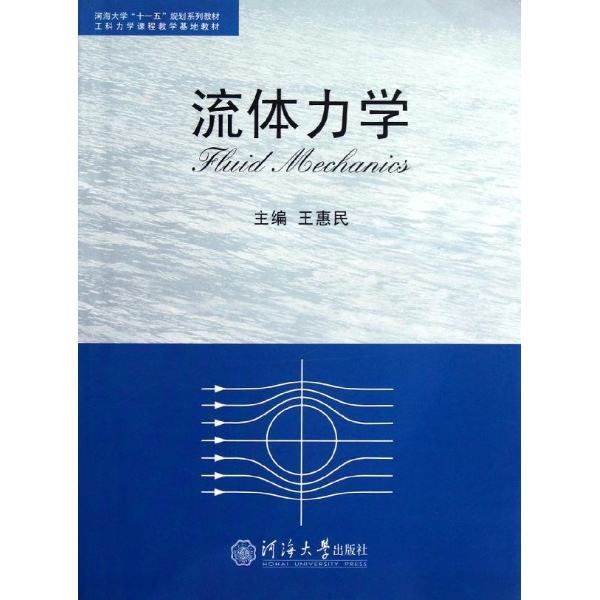 河海大学“十一五”规划系列教材
工科力学课程教学基地教材
流体力学
Fluid Mechanics
主编 王惠民
河海大学出版社
HOHAI UNIVERSITY PRESS